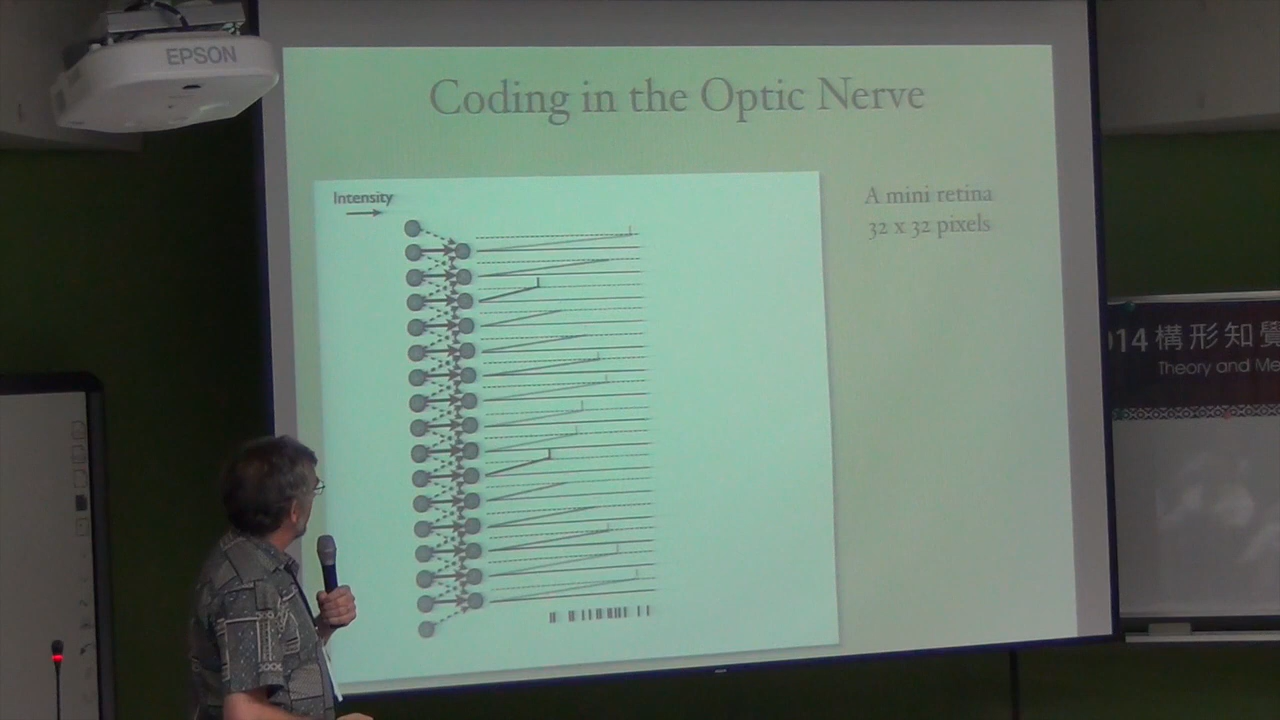 EPSON
Coding in the Optic Nerve
Intensity
A mini retina
32 x 32 pixels
014 構形知覺
Theory and Me